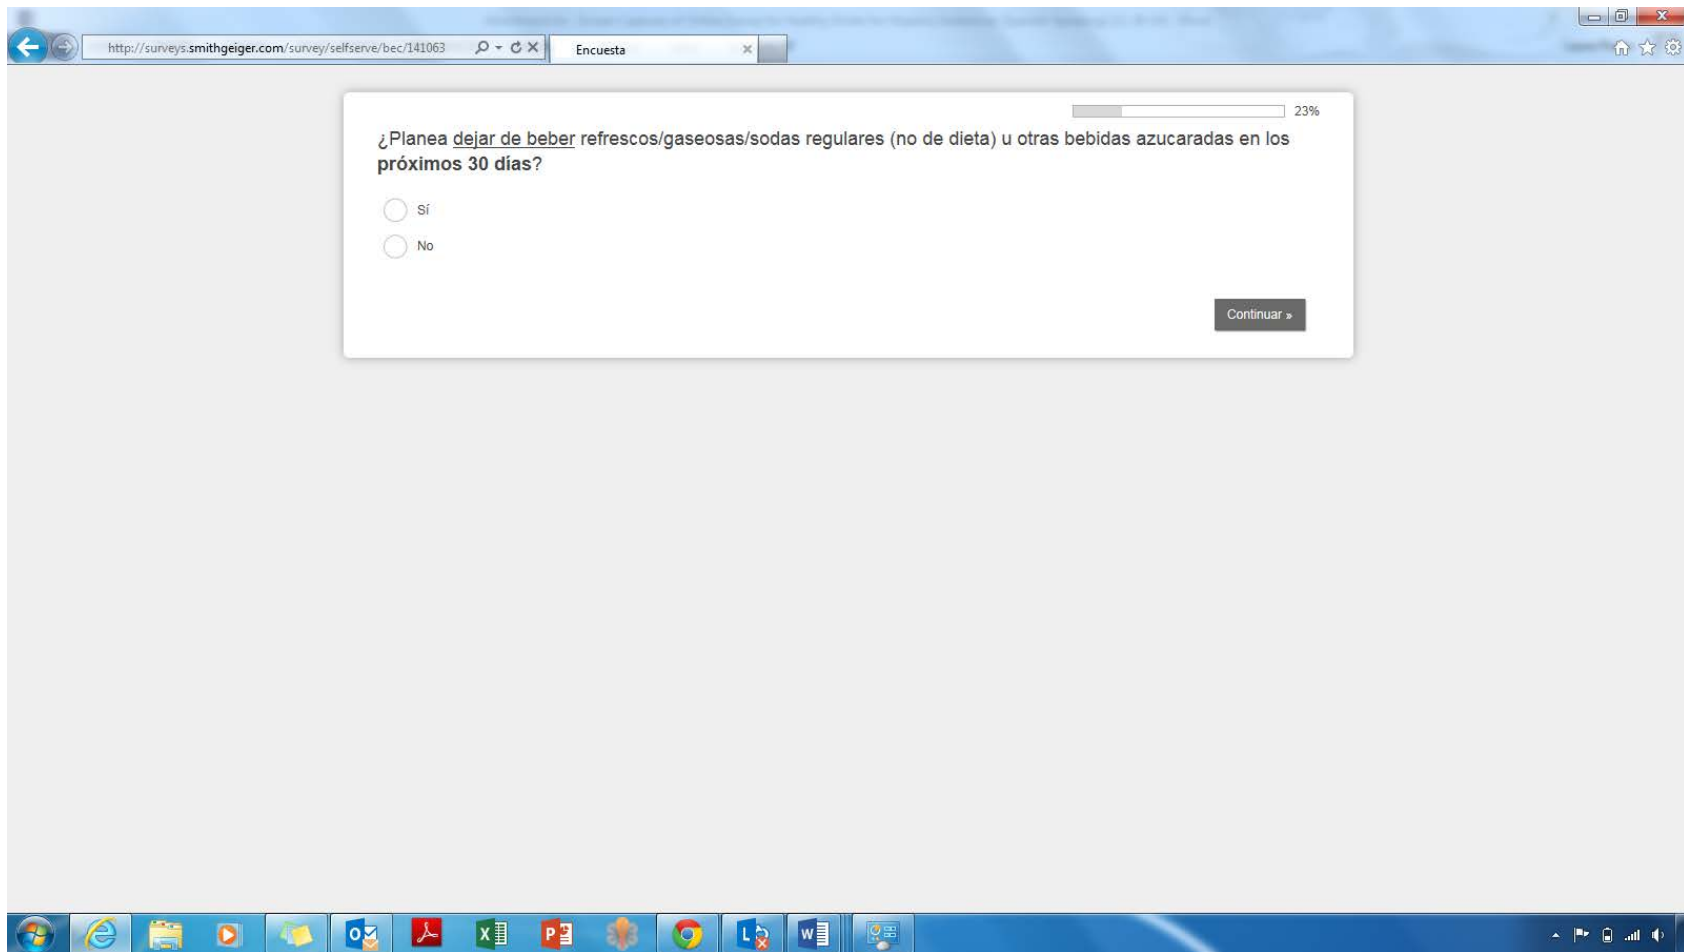 http://surveys.smithgeiger.com/survey/selfserve/bec/141063
Encuesta
23%
¿Planea dejar de beber refrescos/gaseosas/sodas regulares (no de dieta) u otras bebidas azucaradas en los
próximos 30 días?
Sí
No
Continuar »